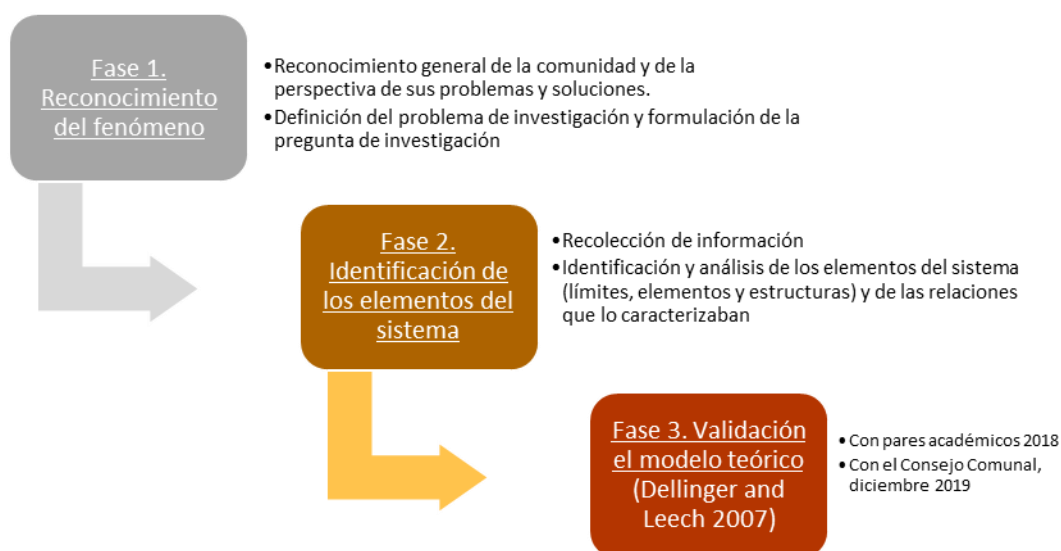 Fase 1.
Reconocimiento
del fenómeno
•Reconocimiento general de la comunidad y de la
perspectiva de sus problemas y soluciones.
•Definición del problema de investigación y formulación de la
pregunta de investigación
Fase 2.
Identificación de
los elementos del
sistema
•Recolección de información
•Identificación y análisis de los elementos del sistema
(límites, elementos y estructuras) y de las relaciones
que lo caracterizaban
Fase 3. Validación
el modelo teórico
(Dellinger and
Leech 2007)
•Con pares académicos 2018
•Con el Consejo Comunal,
diciembre 2019